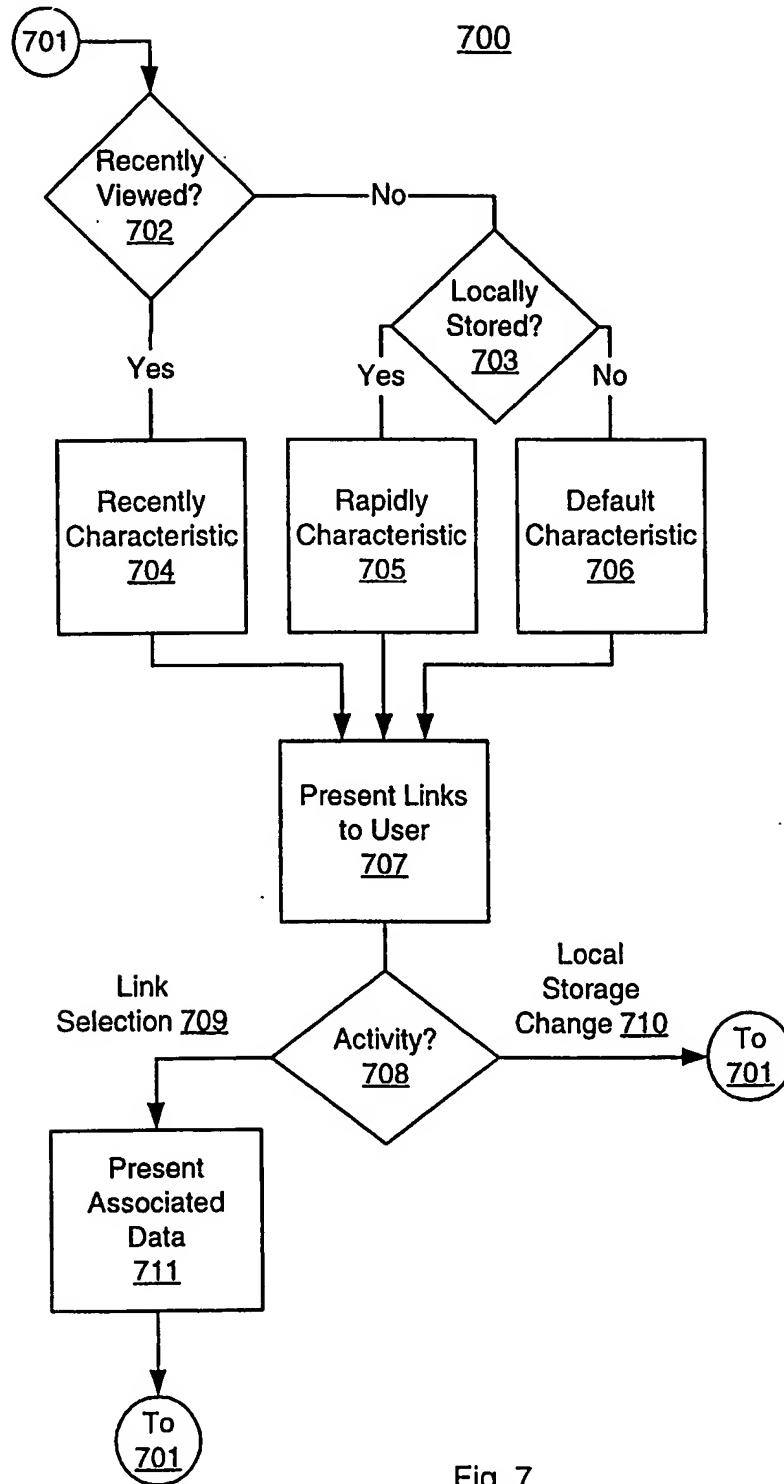 701
700
Recently
Viewed?
702
No
Locally
Stored?
703
Yes
Yes
No
Recently
Characteristic
704
Rapidly
Characteristic
705
Default
Characteristic
706
Present Links
to User
707
Link
Selection 709
Activity?
708
Local
Storage
Change 710
To
701
Present
Associated
Data
711
To
701
Fig. 7